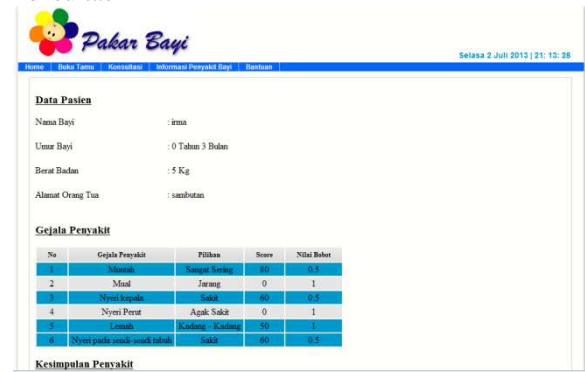 Pakar Bayi
Selasa 2 Juli 2013 | 21: 13: 28
Home | Buku Tamu | Konsultasi | Informasi Penyakit Bayi | Bantuan |
Data Pasien
Nama Bayi : irma
Umur Bayi : 0 Tahun 3 Bulan
Berat Badan : 5 Kg
Alamat Orang Tua : sambutan
Gejala Penyakit
No Gejala Penyakit Pilihan Score Nilai Bobot
1 Muntah Sangat Sering 80 0.5
2 Mual Jarang 0 1
3 Nyeri kepala Sakit 60 0.5
4 Nyeri Perut Agak Sakit 0 1
5 Lemah Kadang - Kadang 50 1
6 Nyeri pada sendi-sendi tubuh Sakit 60 0.5
Kesimpulan Penyakit